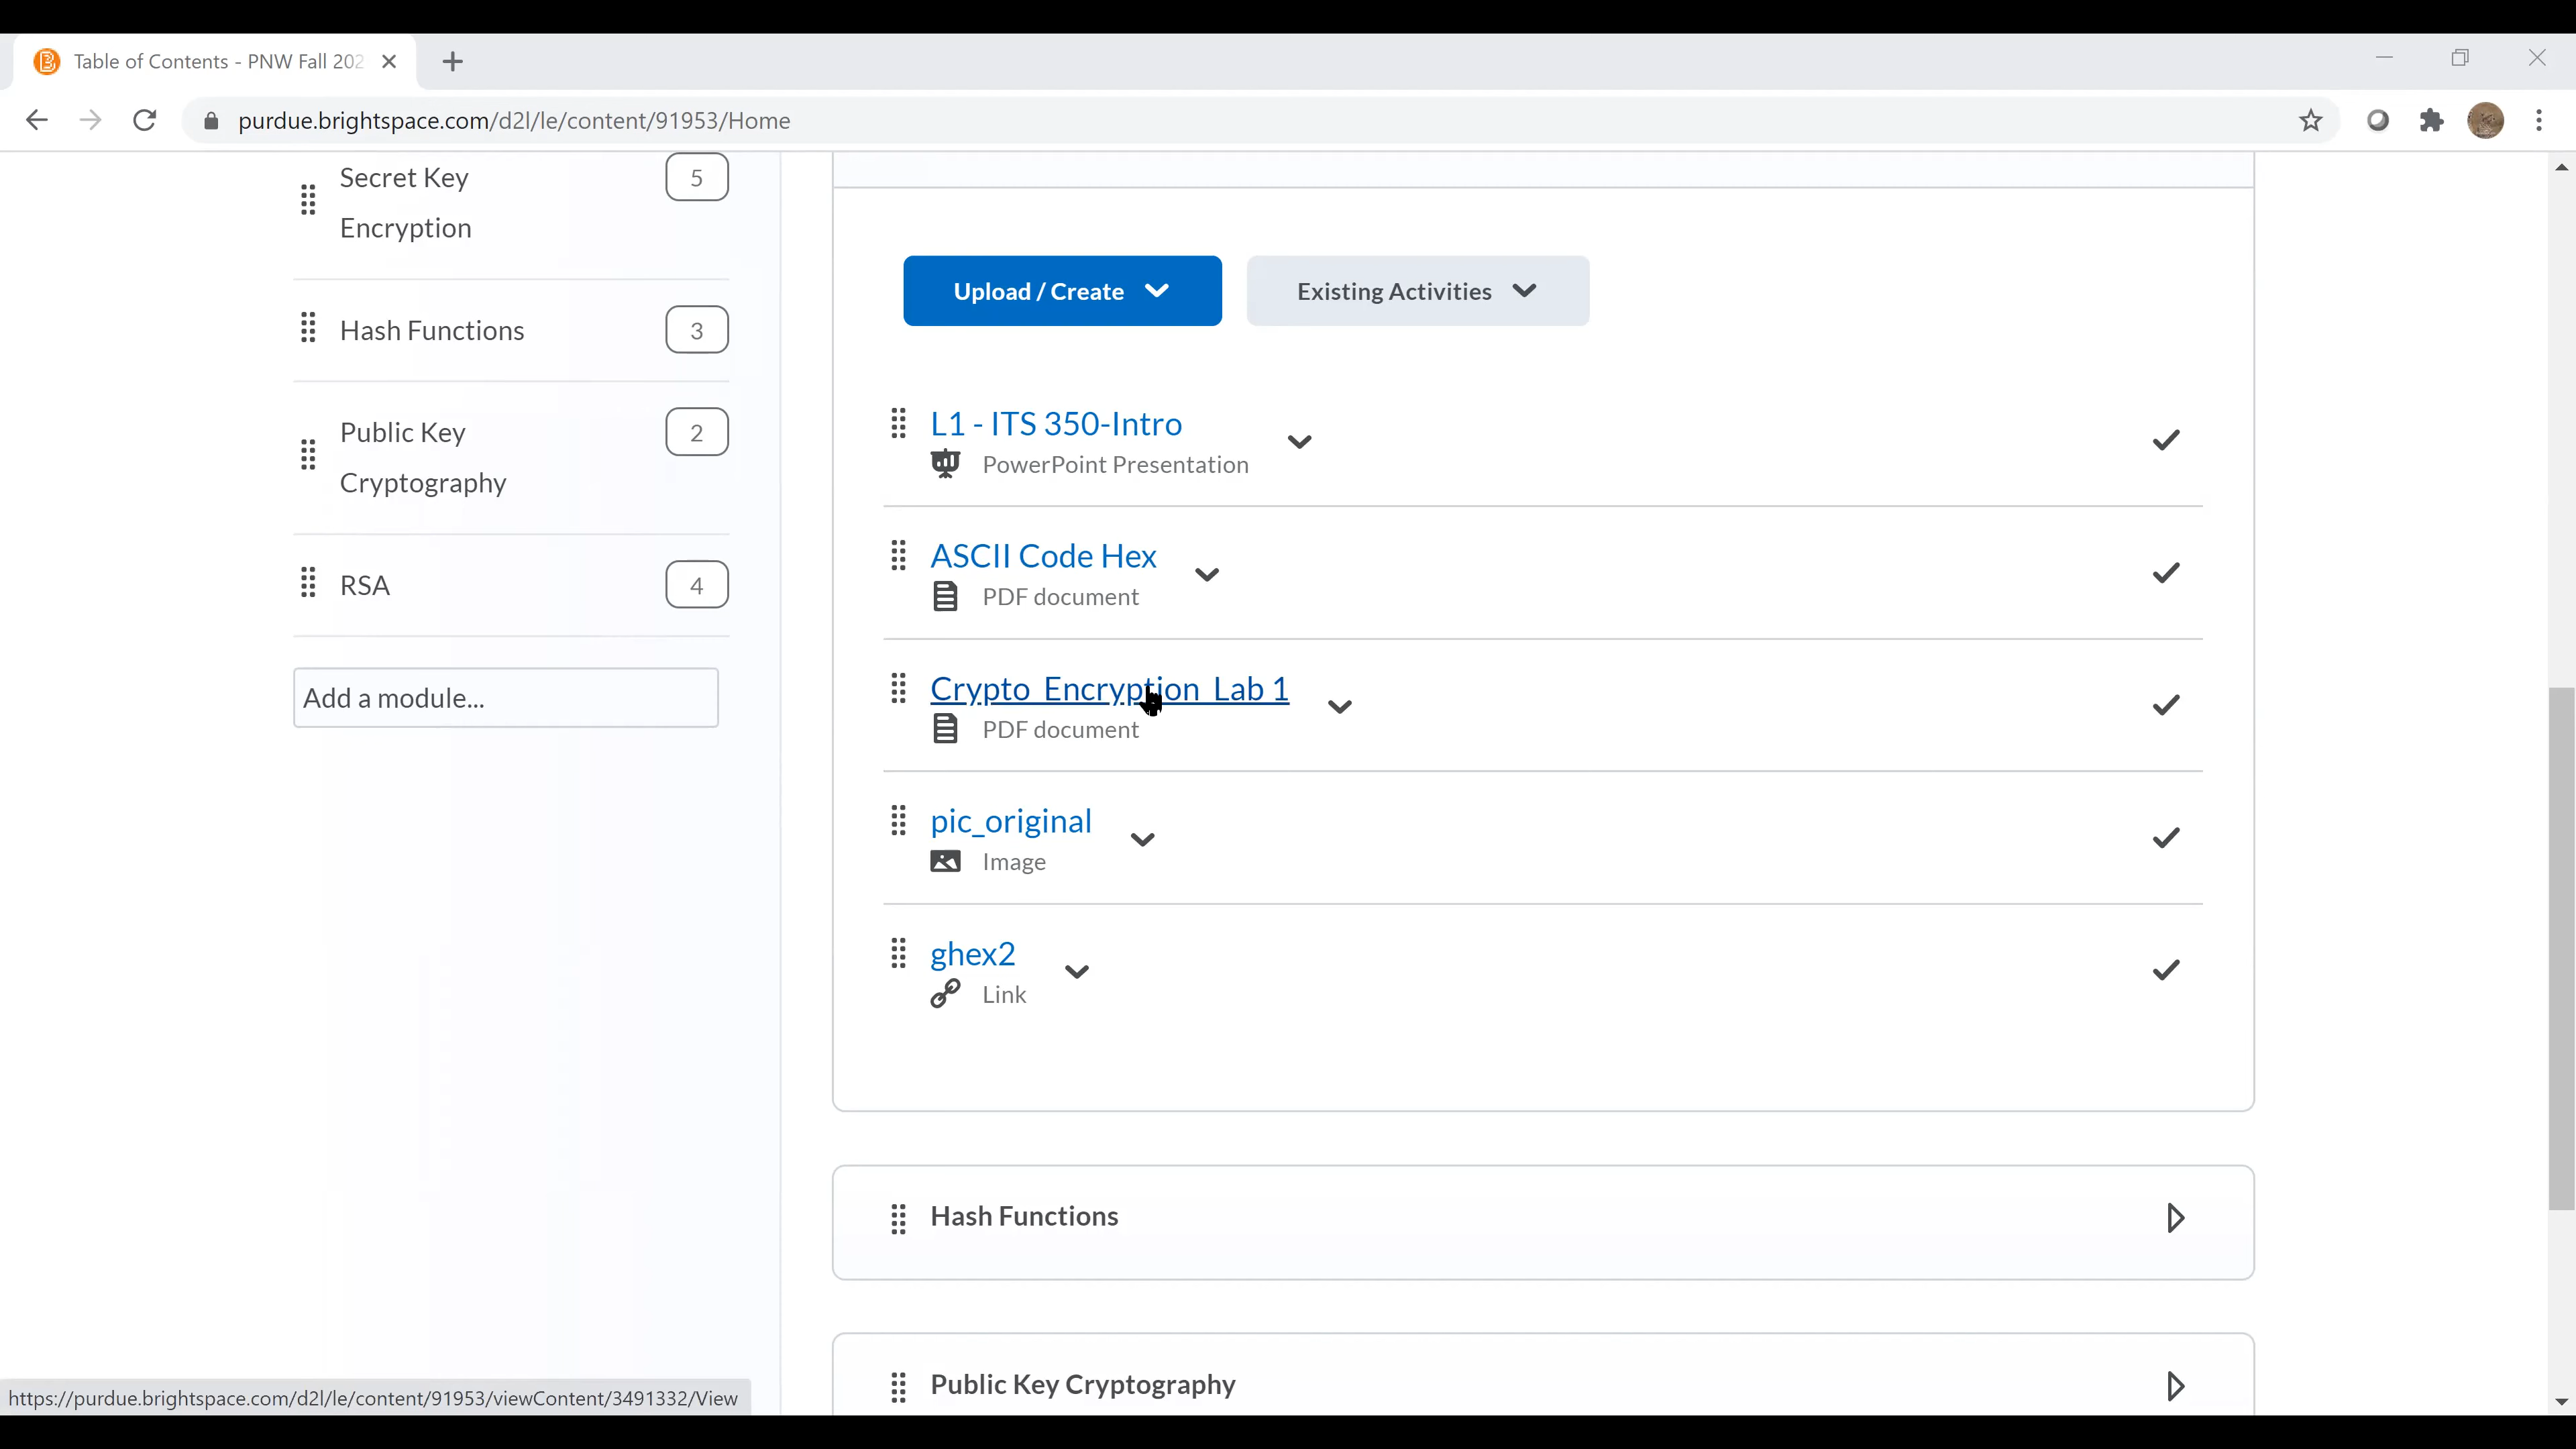 Table of Contents - PNW Fall 202
purdue.brightspace.com/d2l/le/content/91953/Home
Secret Key
Encryption
5
Hash Functions
3
Public Key
Cryptography
2
RSA
4
Add a module...
Upload / Create
Existing Activities
L1 - ITS 350-Intro
PowerPoint Presentation
ASCII Code Hex
PDF document
Crypto_Encryption_Lab 1
PDF document
pic_original
Image
ghex2
Link
Hash Functions
Public Key Cryptography
https://purdue.brightspace.com/d2l/le/content/91953/viewContent/3491332/View